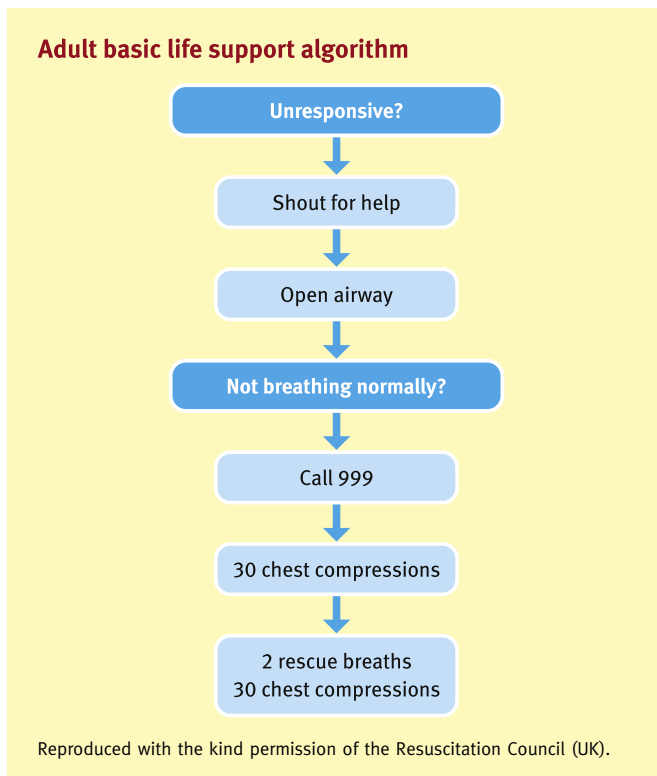 Adult basic life support algorithm
Unresponsive?
Shout for help
Open airway
Not breathing normally?
Call 999
30 chest compressions
2 rescue breaths
30 chest compressions
Reproduced with the kind permission of the Resuscitation Council (UK).